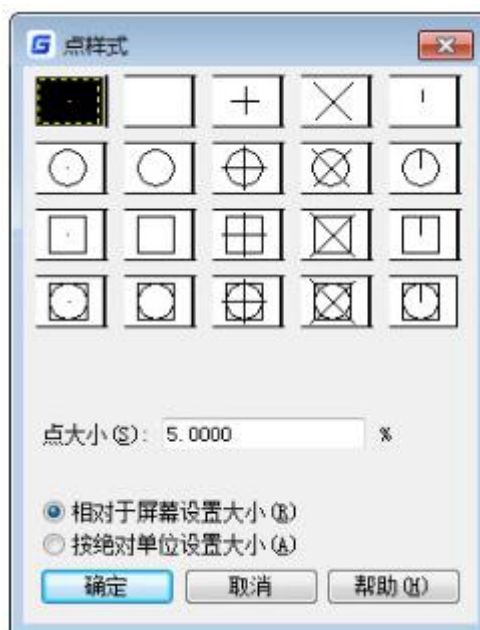 点样式
点大小(S): 5.0000 %
相对于屏幕设置大小(R)
按绝对单位设置大小(A)
确定 取消 帮助(H)